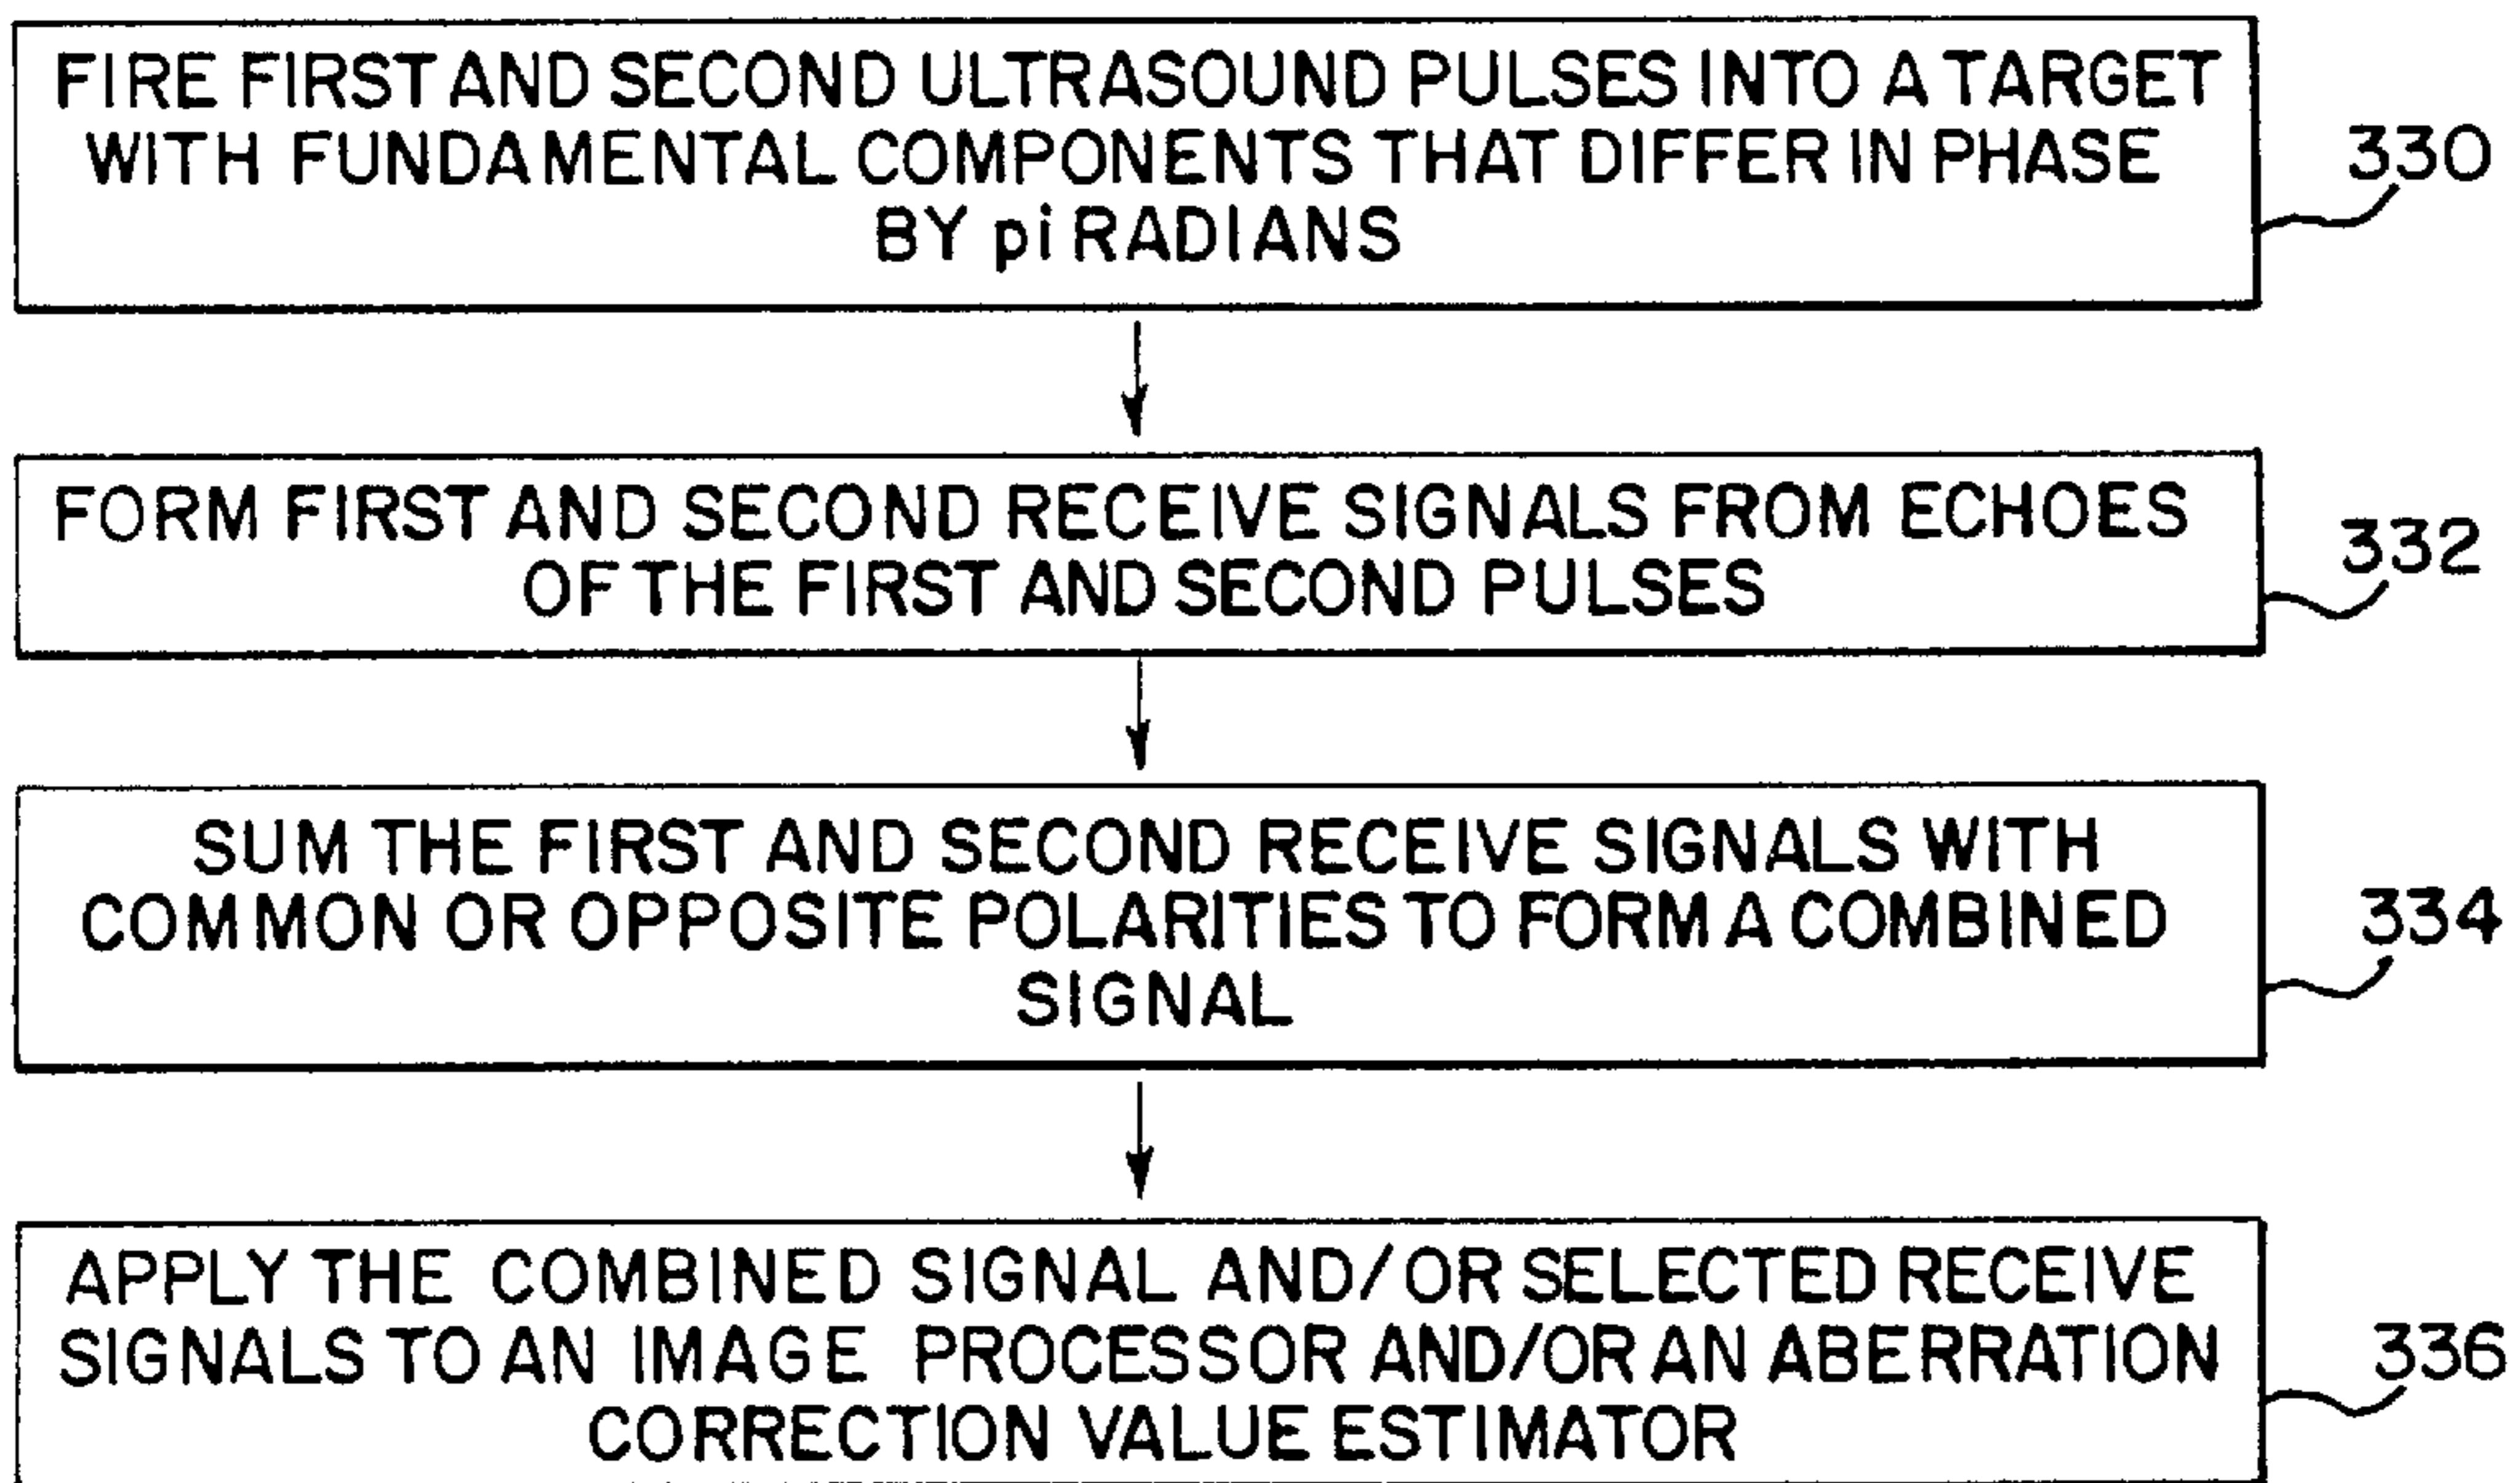 FIRE FIRST AND SECOND ULTRASOUND PULSES INTO A TARGET
WITH FUNDAMENTAL COMPONENTS THAT DIFFER IN PHASE
BY pi RADIANS
330
FORM FIRST AND SECOND RECEIVE SIGNALS FROM ECHOES
OF THE FIRST AND SECOND PULSES
332
SUM THE FIRST AND SECOND RECEIVE SIGNALS WITH
COMMON OR OPPOSITE POLARITIES TO FORM A COMBINED
SIGNAL
334
APPLY THE COMBINED SIGNAL AND/OR SELECTED RECEIVE
SIGNALS TO AN IMAGE PROCESSOR AND/OR AN ABERRATION
CORRECTION VALUE ESTIMATOR
336